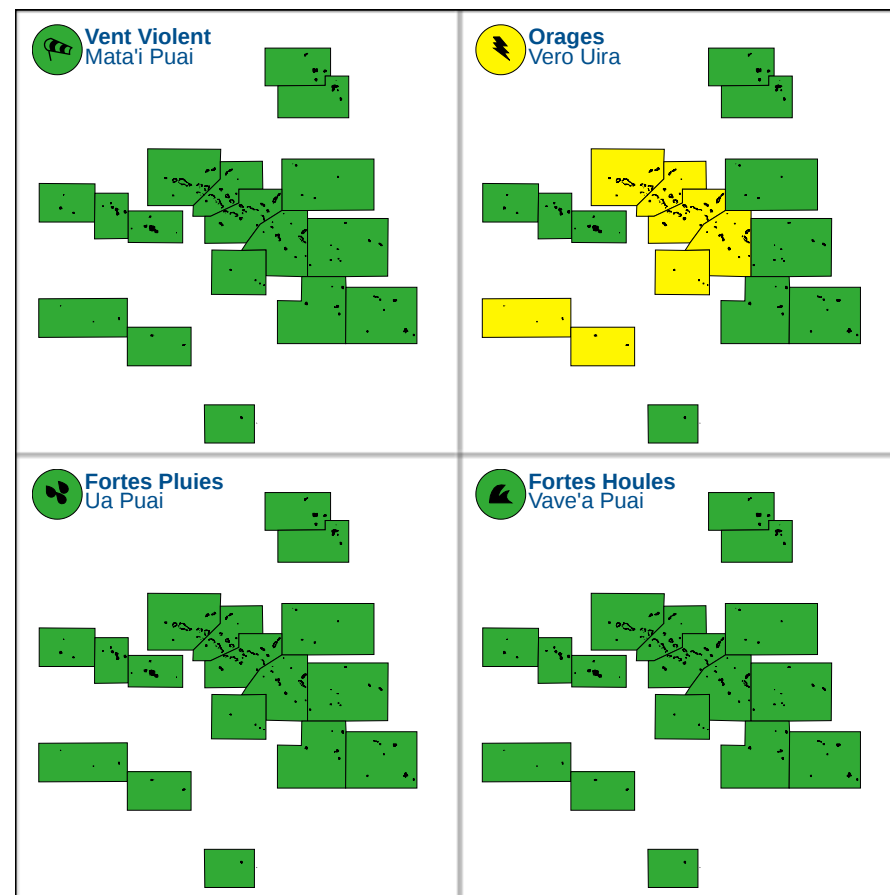 Vent Violent
Mata'i Puai
Orages
Vero Uira
Fortes Pluies
Ua Puai
Fortes Houles
Vave'a Puai